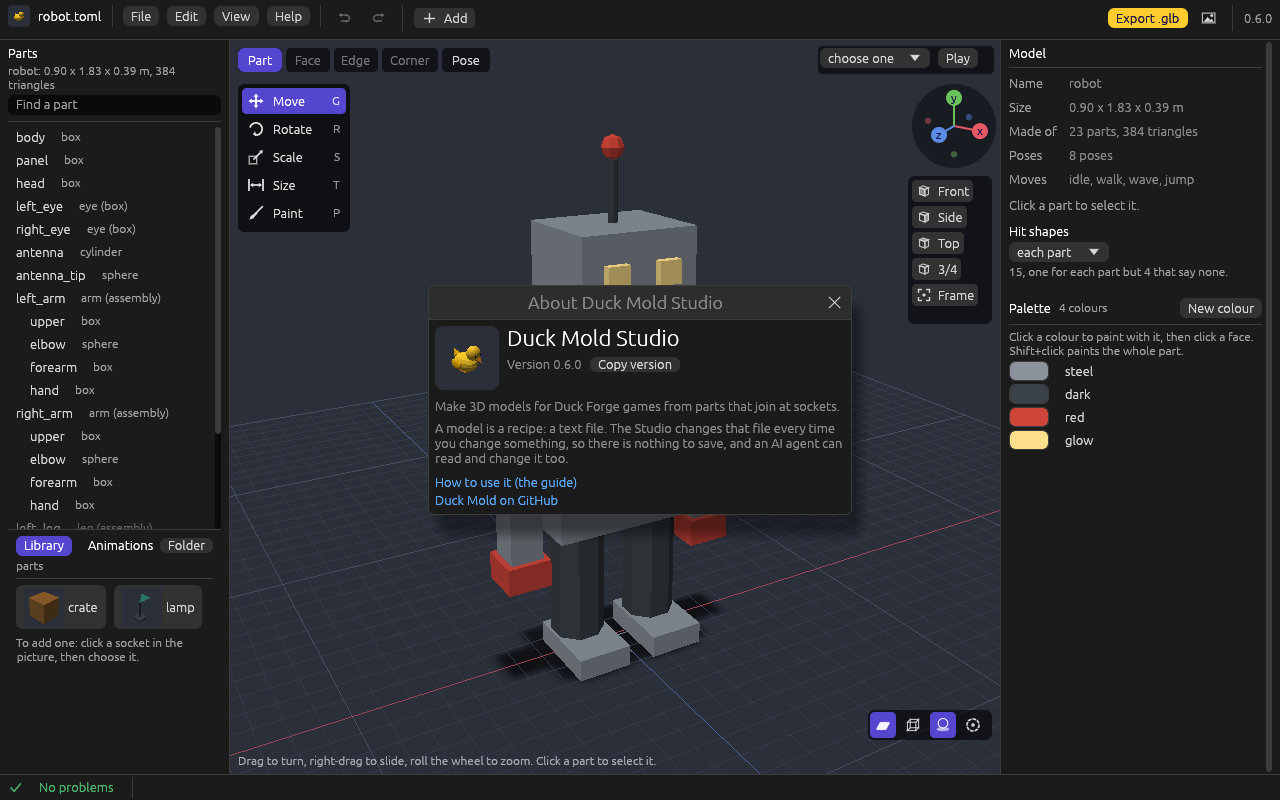 robot.toml File Edit View Help + Add Export .glb 0.6.0
Parts
robot: 0.90 x 1.83 x 0.39 m, 384
triangles
Find a part
body box
panel box
head box
left_eye eye (box)
right_eye eye (box)
antenna cylinder
antenna_tip sphere
left_arm arm (assembly)
upper box
elbow sphere
forearm box
hand box
right_arm arm (assembly)
upper box
elbow sphere
forearm box
hand box
left_leg leg (assembly)
Library Animations Folder
parts
crate lamp
To add one: click a socket in the
picture, then choose it.
Part Face Edge Corner Pose
Move G
Rotate R
Scale S
Size T
Paint P
choose one Play
y
z x
Front
Side
Top
3/4
Frame
About Duck Mold Studio
Duck Mold Studio
Version 0.6.0 Copy version
Make 3D models for Duck Forge games from parts that join at sockets.
A model is a recipe: a text file. The Studio changes that file every time
you change something, so there is nothing to save, and an AI agent can
read and change it too.
How to use it (the guide)
Duck Mold on GitHub
Drag to turn, right-drag to slide, roll the wheel to zoom. Click a part to select it.
Model
Name robot
Size 0.90 x 1.83 x 0.39 m
Made of 23 parts, 384 triangles
Poses 8 poses
Moves idle, walk, wave, jump
Click a part to select it.
Hit shapes
each part
15, one for each part but 4 that say none.
Palette 4 colours New colour
Click a colour to paint with it, then click a face.
Shift+click paints the whole part.
steel
dark
red
glow
No problems